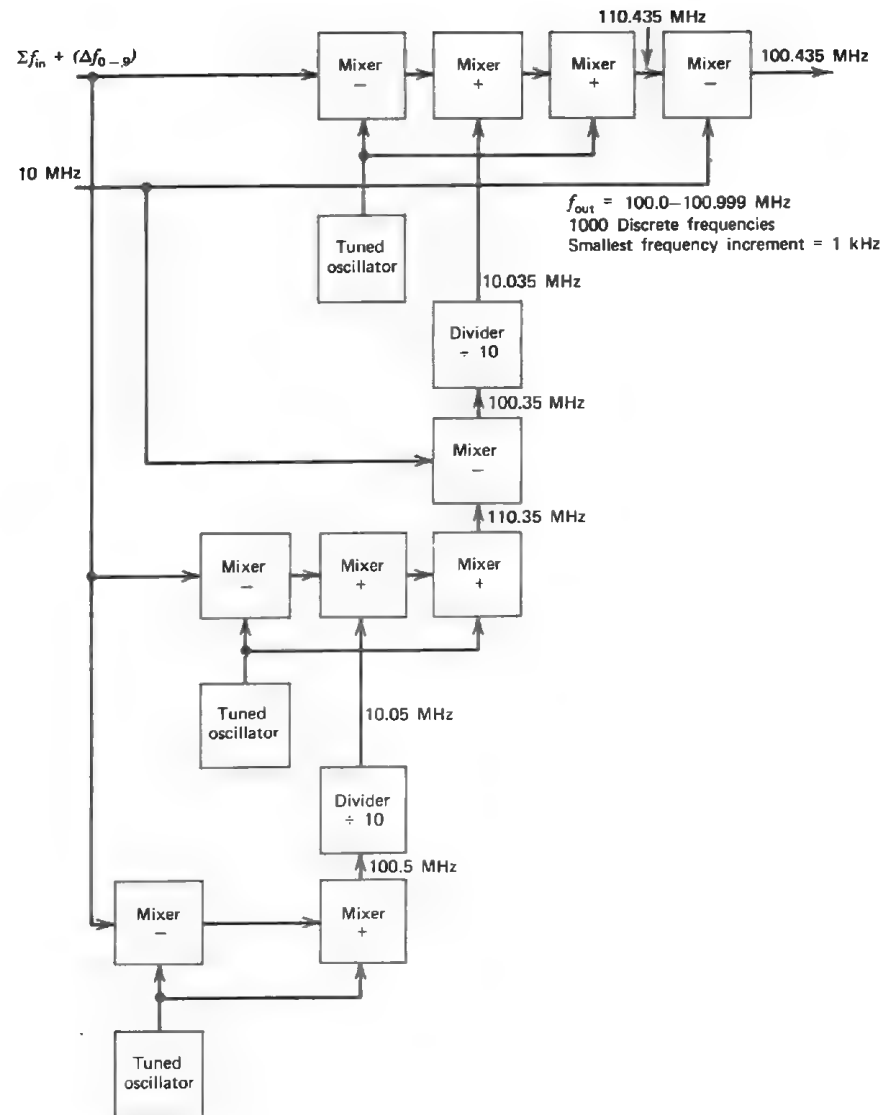 Σf_in + (Δf_0–.9)
110.435 MHz
Mixer
−
Mixer
+
Mixer
+
Mixer
−
100.435 MHz
10 MHz
f_out = 100.0–100.999 MHz
1000 Discrete frequencies
Smallest frequency increment = 1 kHz
Tuned
oscillator
10.035 MHz
Divider
÷ 10
100.35 MHz
Mixer
−
110.35 MHz
Mixer
−
Mixer
+
Mixer
+
Tuned
oscillator
10.05 MHz
Divider
÷ 10
100.5 MHz
Mixer
−
Mixer
+
Tuned
oscillator